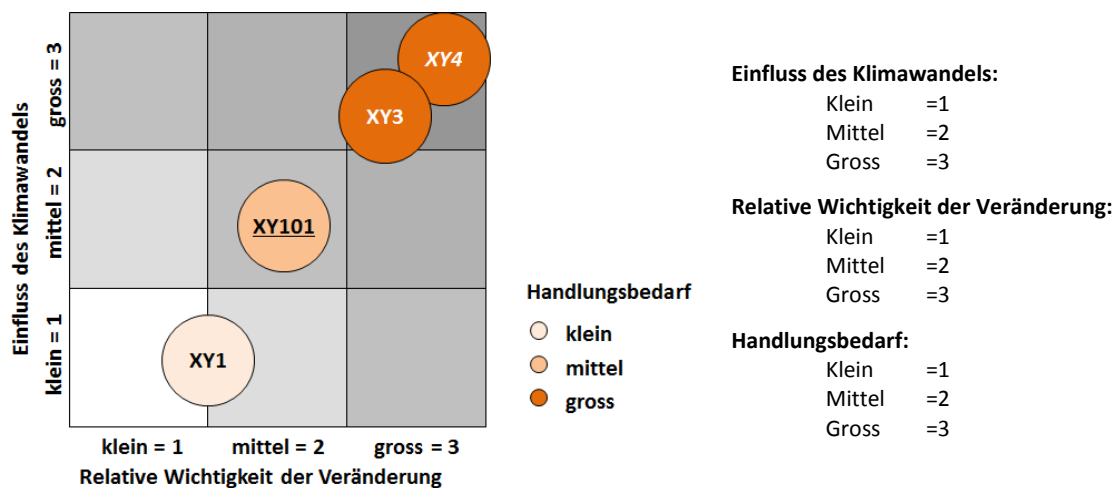 Einfluss des Klimawandels
gross = 3
mittel = 2
klein = 1
XY4
XY3
XY101
XY1
klein = 1 mittel = 2 gross = 3
Relative Wichtigkeit der Veränderung
Handlungsbedarf
klein
mittel
gross
Einfluss des Klimawandels:
Klein =1
Mittel =2
Gross =3
Relative Wichtigkeit der Veränderung:
Klein =1
Mittel =2
Gross =3
Handlungsbedarf:
Klein =1
Mittel =2
Gross =3